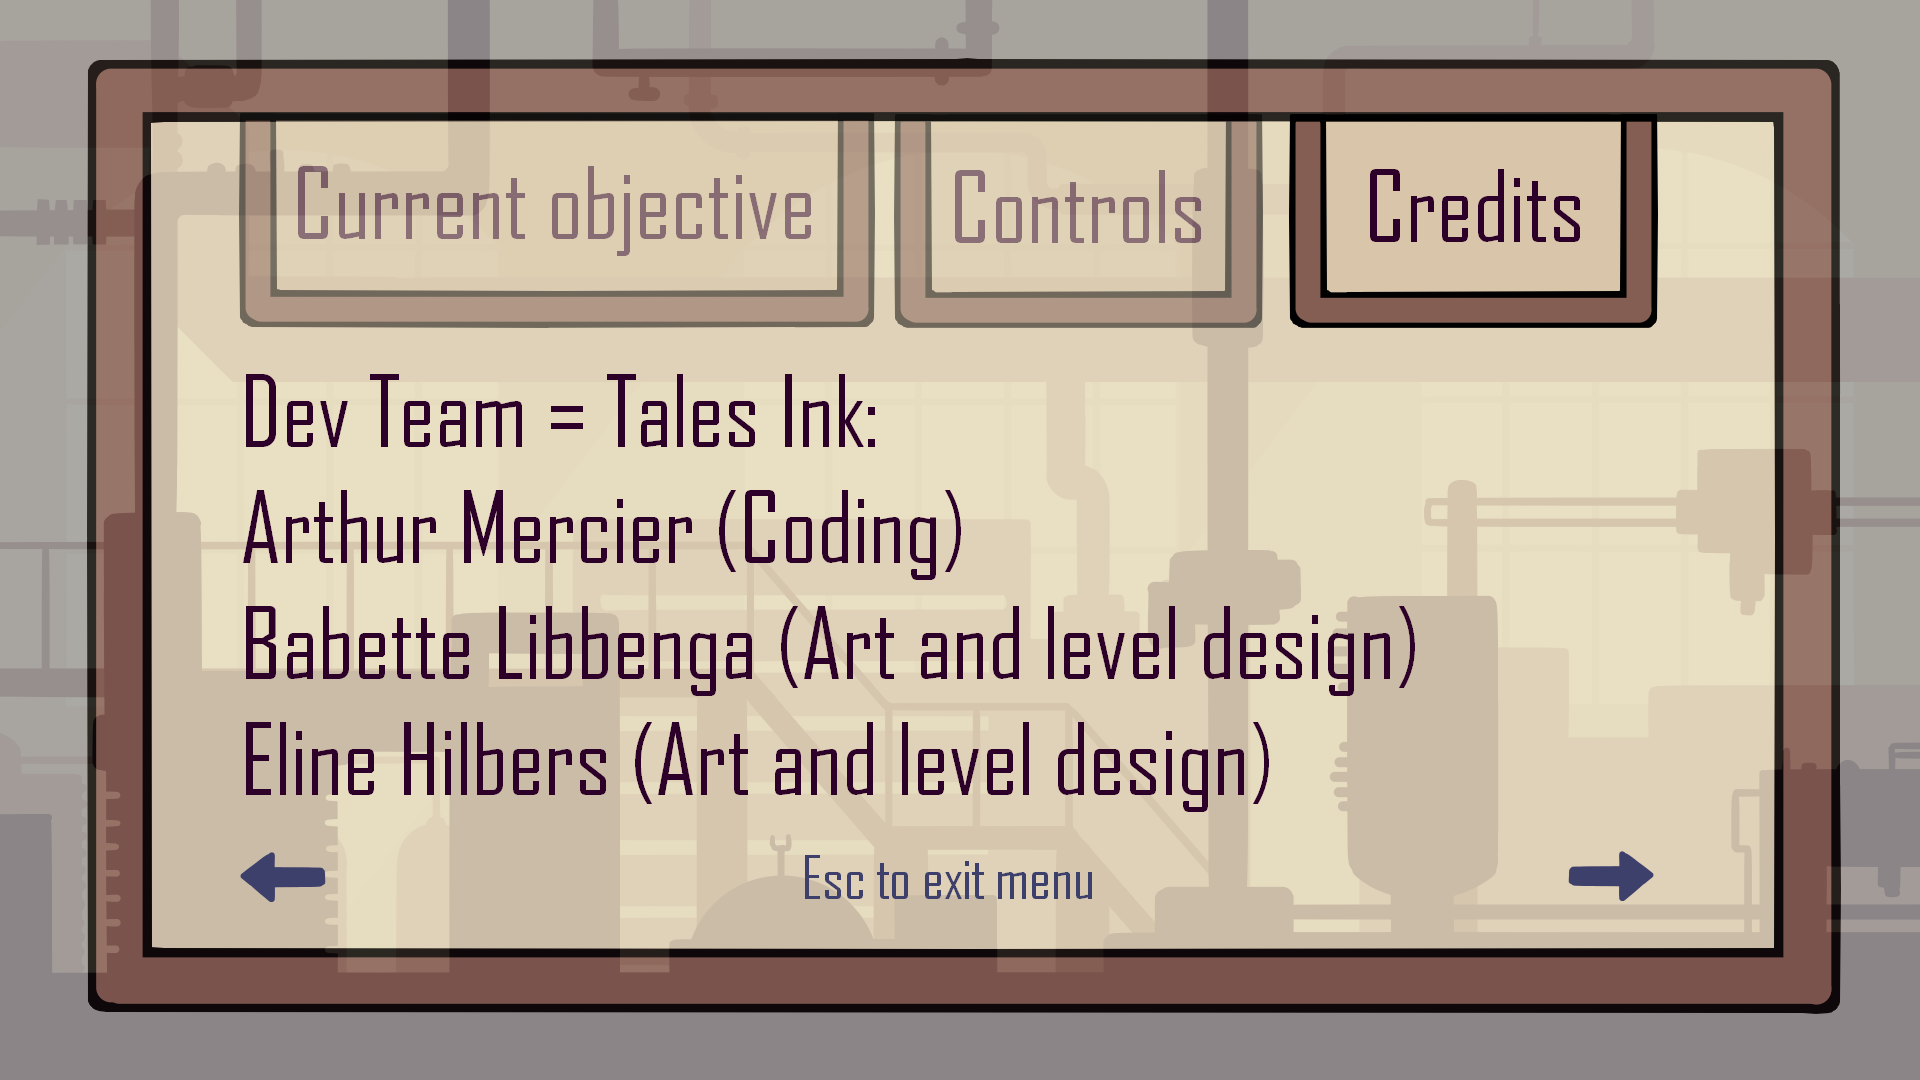 Current objective Controls Credits
Dev Team = Tales Ink:
Arthur Mercier (Coding)
Babette Libbenga (Art and level design)
Eline Hilbers (Art and level design)
Esc to exit menu